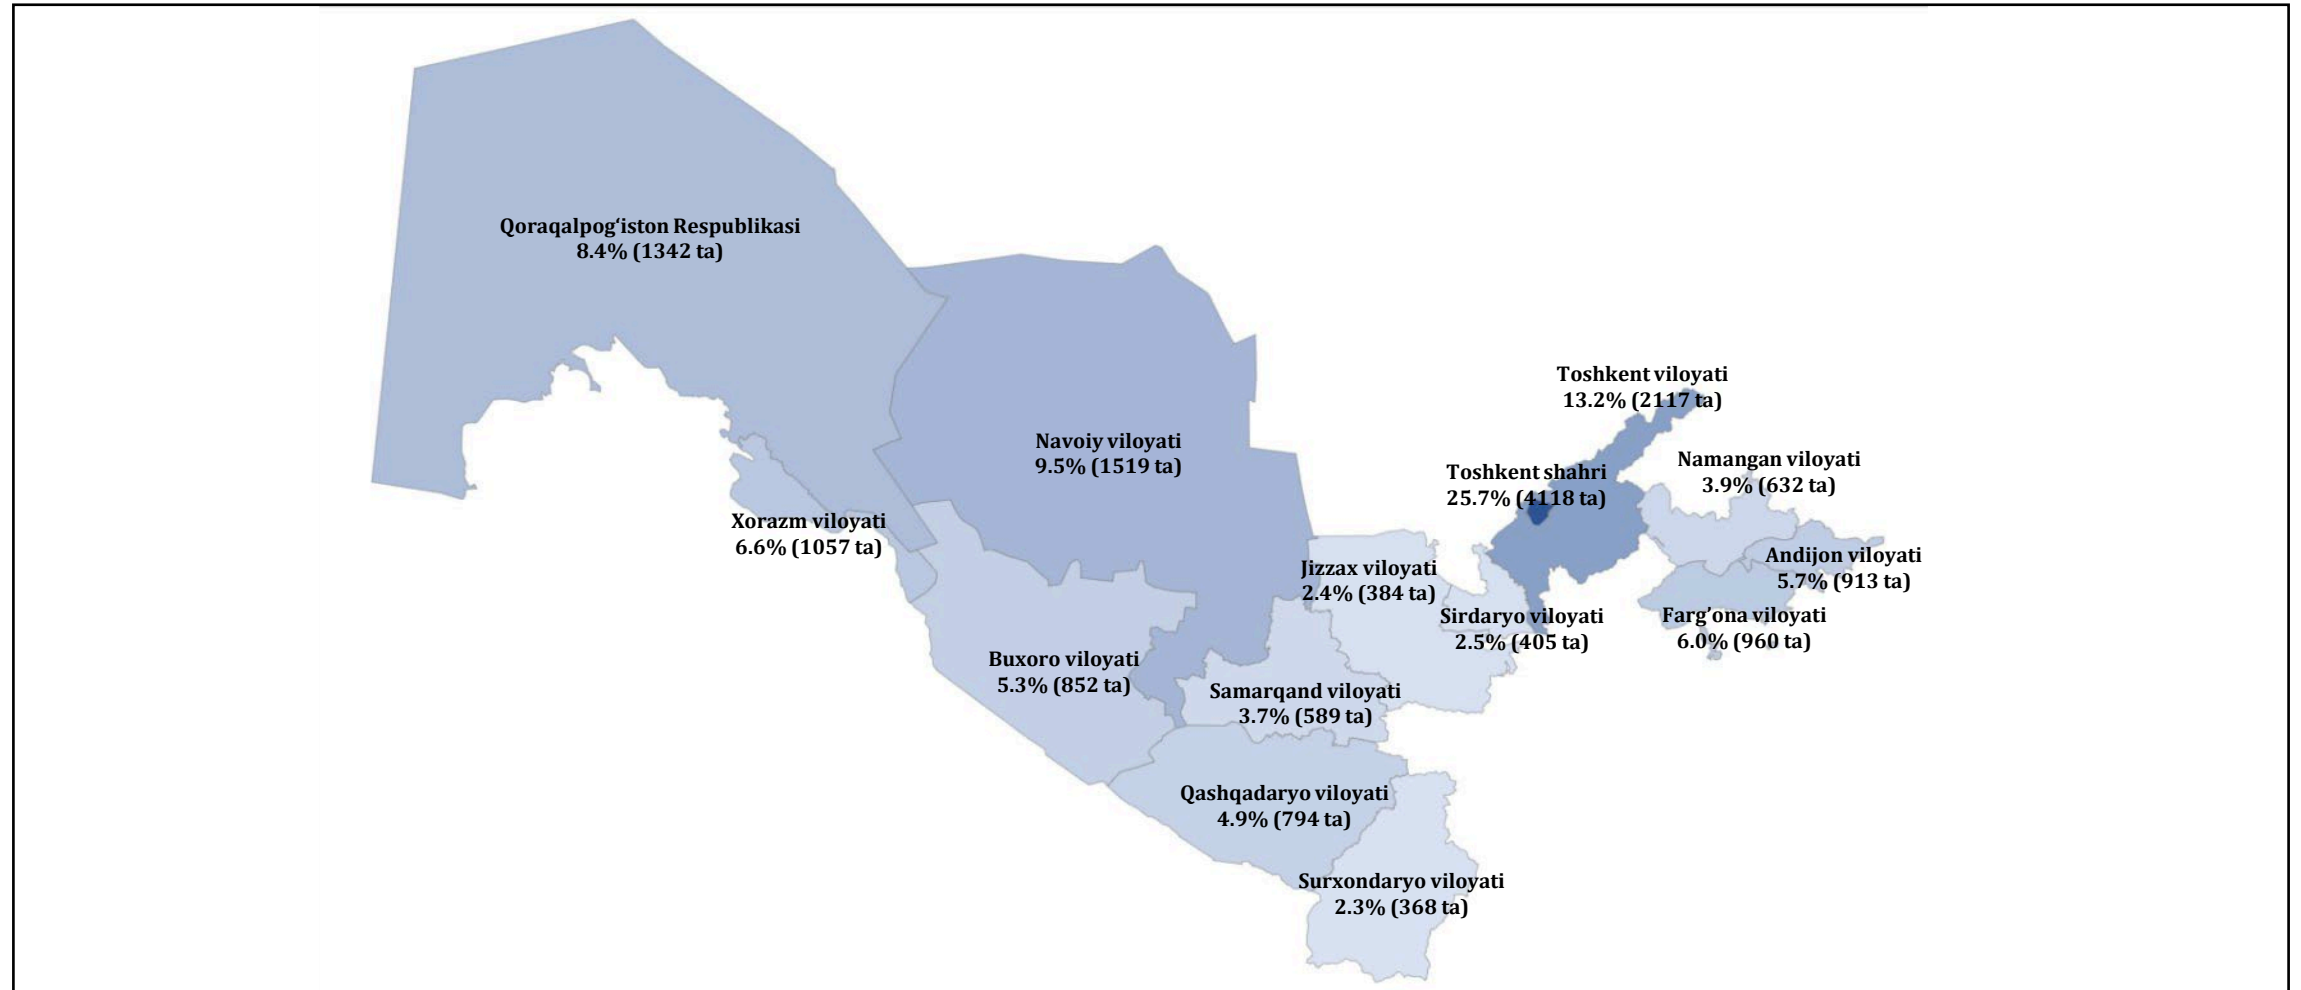 Qoraqalpog‘iston Respublikasi
8.4% (1342 ta)
Toshkent viloyati
13.2% (2117 ta)
Navoiy viloyati
9.5% (1519 ta)
Toshkent shahri
25.7% (4118 ta)
Namangan viloyati
3.9% (632 ta)
Xorazm viloyati
6.6% (1057 ta)
Andijon viloyati
5.7% (913 ta)
Jizzax viloyati
2.4% (384 ta)
Sirdaryo viloyati
2.5% (405 ta)
Farg’ona viloyati
6.0% (960 ta)
Buxoro viloyati
5.3% (852 ta)
Samarqand viloyati
3.7% (589 ta)
Qashqadaryo viloyati
4.9% (794 ta)
Surxondaryo viloyati
2.3% (368 ta)